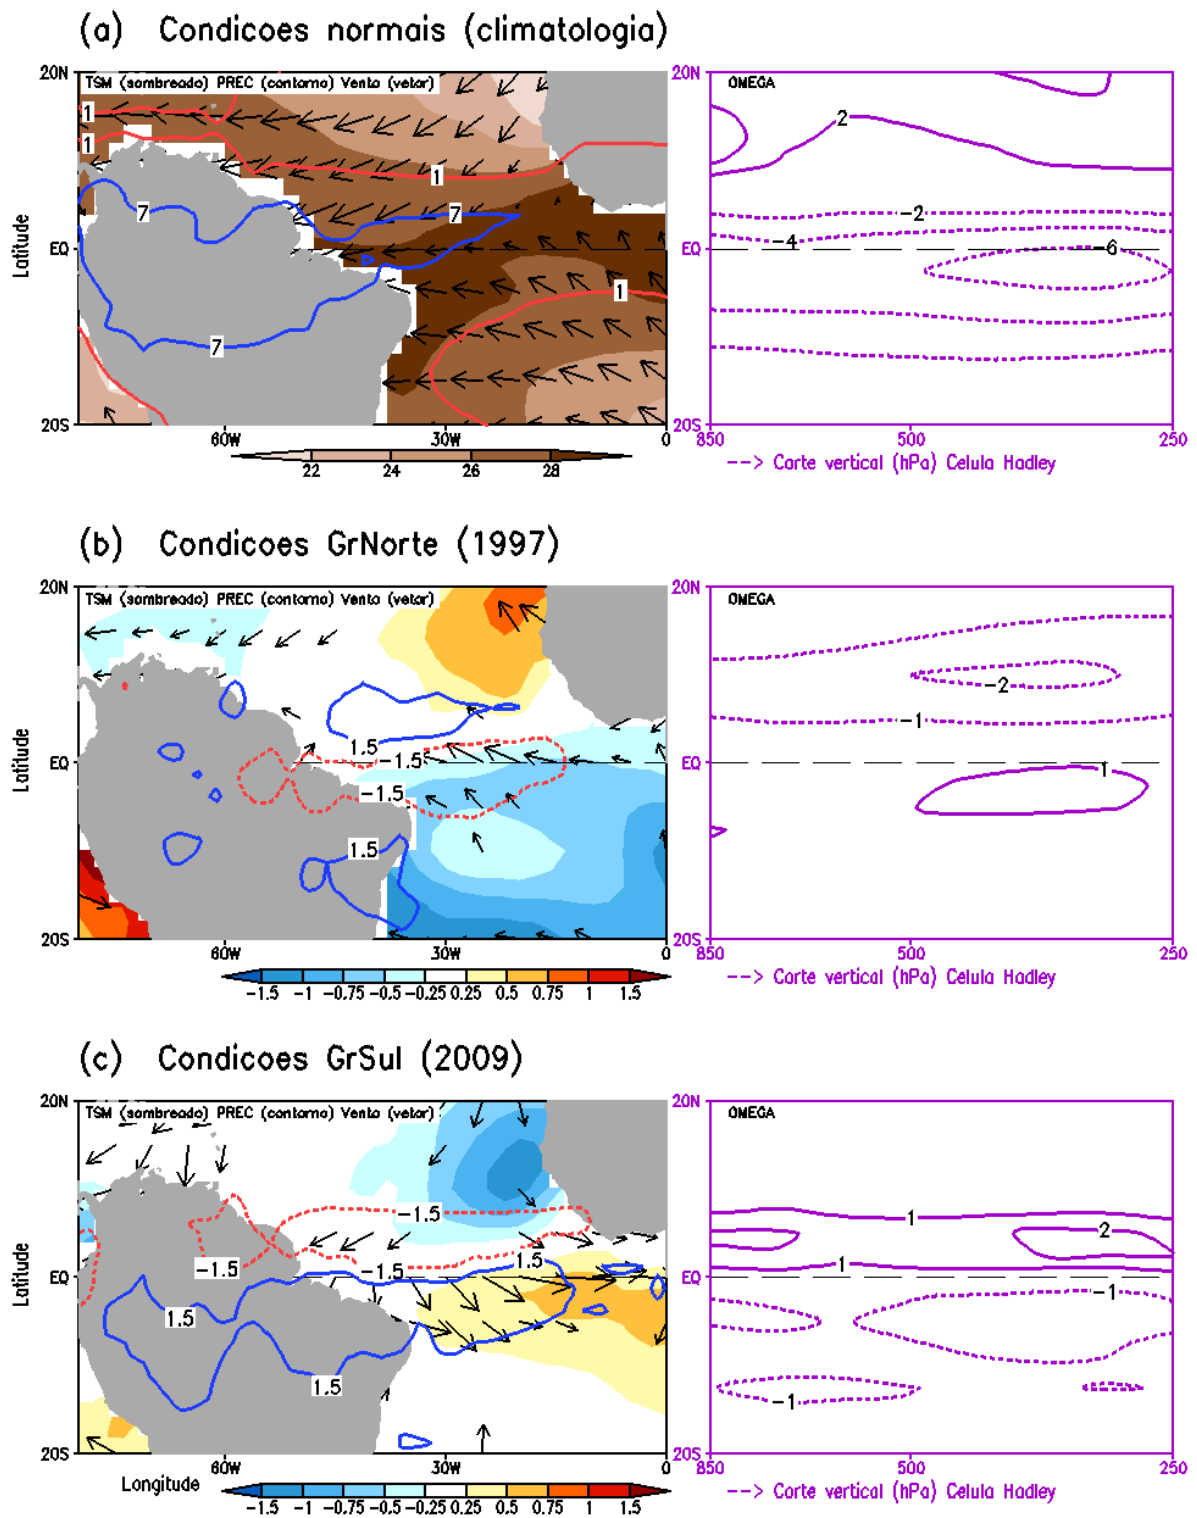 (a) Condicoes normais (climatologia)
TSM (sombreado) PREC (contorno) Vento (vetor)
OMEGA
20N
EQ
20S
Latitude
1
1
1
1
7
7
7
60W
30W
0
22
24
26
28
20N
EQ
20S
2
-2
-4
-6
850
500
250
--> Corte vertical (hPa) Celula Hadley
(b) Condicoes GrNorte (1997)
TSM (sombreado) PREC (contorno) Vento (vetor)
OMEGA
20N
EQ
20S
Latitude
1.5
-1.5
-1.5
1.5
60W
30W
0
-1.5 -1 -0.75 -0.5 -0.25 0.25 0.5 0.75 1 1.5
20N
EQ
20S
-2
-1
1
850
500
250
--> Corte vertical (hPa) Celula Hadley
(c) Condicoes GrSul (2009)
TSM (sombreado) PREC (contorno) Vento (vetor)
OMEGA
20N
EQ
20S
Latitude
-1.5
-1.5
-1.5
1.5
1.5
1.5
60W
30W
0
Longitude
-1.5 -1 -0.75 -0.5 -0.25 0.25 0.5 0.75 1 1.5
20N
EQ
20S
1
2
1
-1
-1
850
500
250
--> Corte vertical (hPa) Celula Hadley